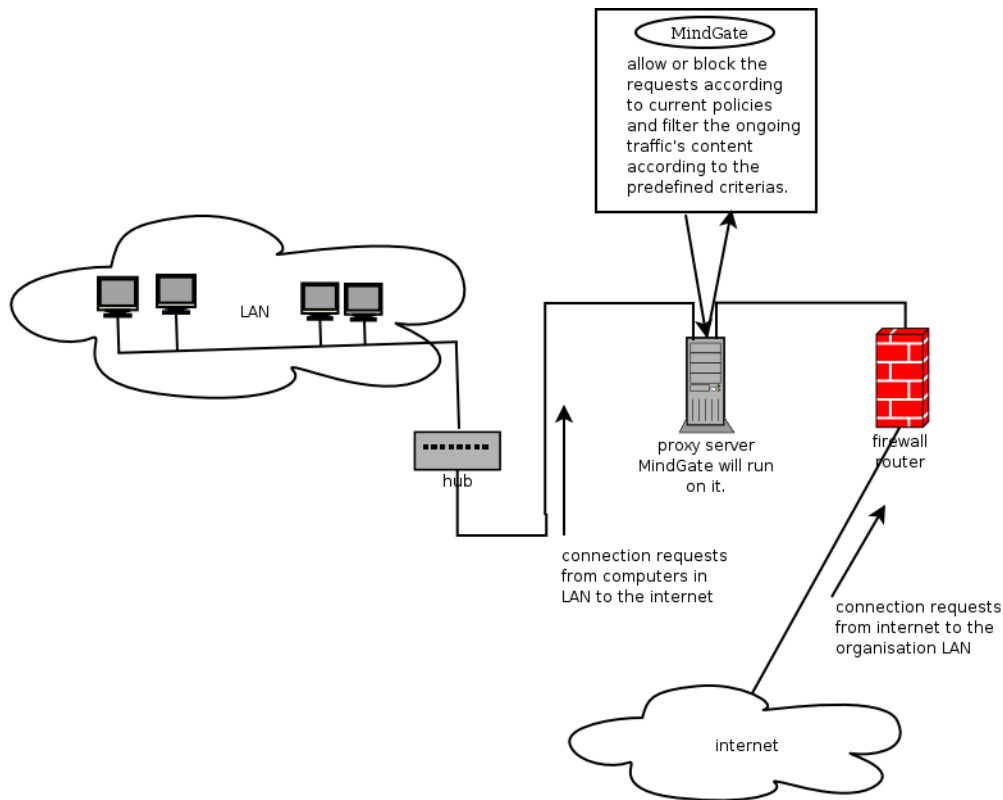 MindGate
allow or block the
requests according
to current policies
and filter the ongoing
traffic's content
according to the
predefined criterias.
LAN
hub
proxy server
MindGate will run
on it.
firewall
router
connection requests
from computers in
LAN to the internet
connection requests
from internet to the
organisation LAN
internet